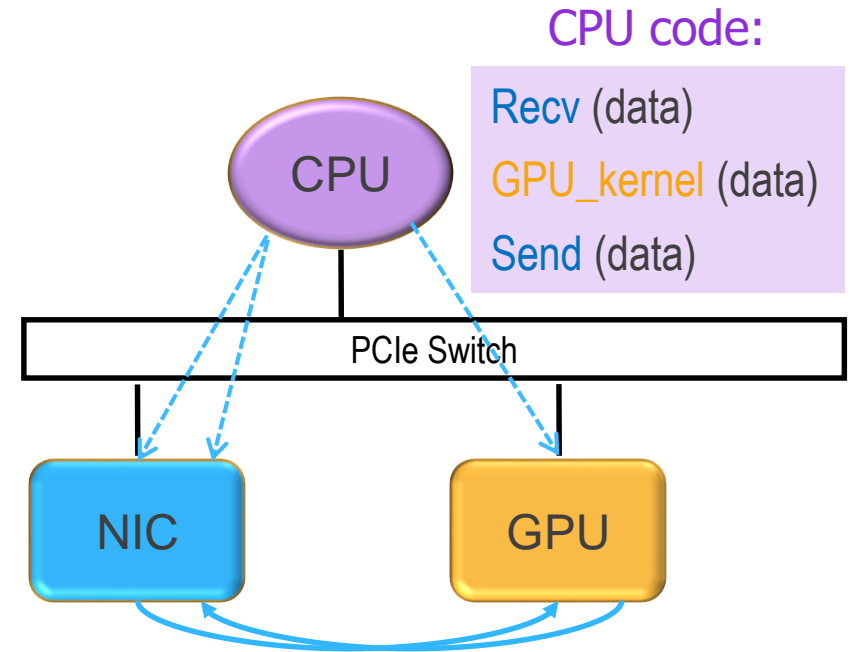 CPU code:
Recv (data)
GPU_kernel (data)
Send (data)
CPU
PCIe Switch
NIC
GPU